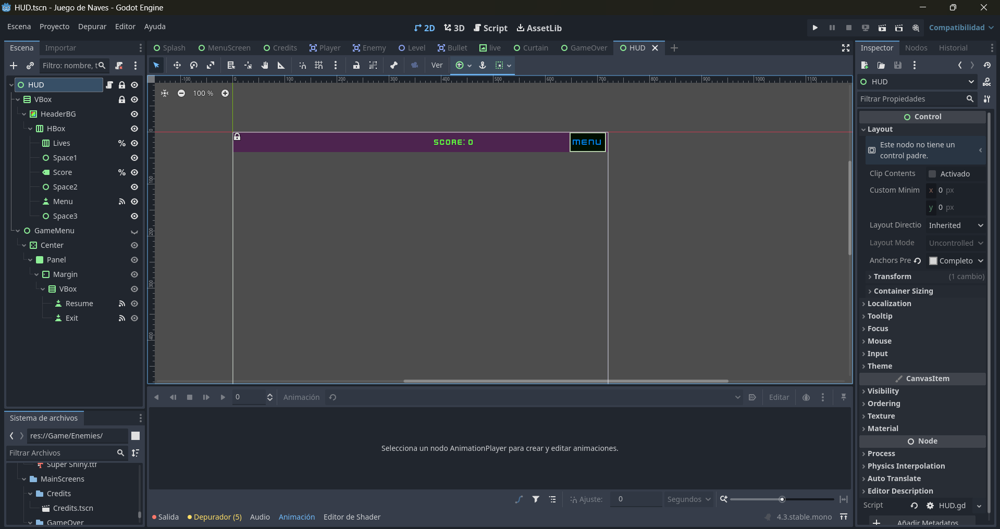 HUD.tscn - Juego de Naves - Godot Engine
Escena Proyecto Depurar Editor Ayuda
2D 3D Script AssetLib
Compatibilidad
Escena Importar
Filtro: nombre, t
HUD
VBox
HeaderBG
HBox
Lives
Space1
Score
Space2
Menu
Space3
GameMenu
Center
Panel
Margin
VBox
Resume
Exit
Sistema de archivos
res://Game/Enemies/
Filtrar Archivos
Super Shiny.ttf
MainScreens
Credits
Credits.tscn
GameOver
Splash MenuScreen Credits Player Enemy Level Bullet live Curtain GameOver HUD
Ver
-100 0 100 200 300 400 500 600 700 800 900 1000 1100
100 %
0
100
200
300
400
SCORE: 0
MENU
0 Animación Editar
Selecciona un nodo AnimationPlayer para crear y editar animaciones.
Ajuste: 0 Segundos
Salida Depurador (5) Audio Animación Editor de Shader
4.3.stable.mono
Inspector Nodos Historial
HUD
Filtrar Propiedades
Control
Layout
Este nodo no tiene un
control padre.
Clip Contents Activado
Custom Minim x 0 px
y 0 px
Layout Directio Inherited
Layout Mode Uncontrolled
Anchors Pre Completo
Transform (1 cambio)
Container Sizing
Localization
Tooltip
Focus
Mouse
Input
Theme
CanvasItem
Visibility
Ordering
Texture
Material
Node
Process
Physics Interpolation
Auto Translate
Editor Description
Script HUD.gd
Añadir Metadatos